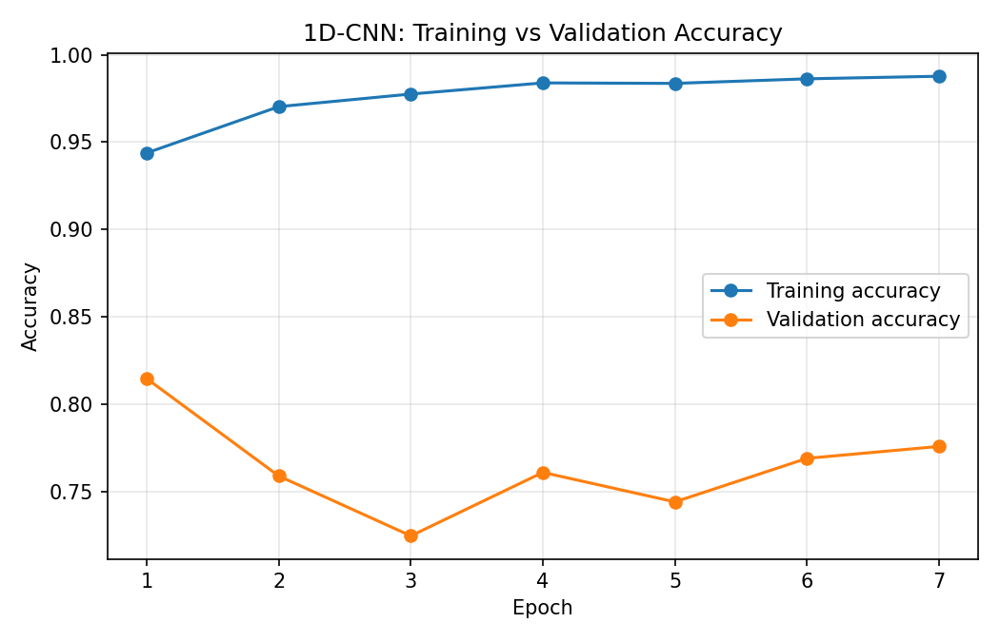 1D-CNN: Training vs Validation Accuracy
1.00
0.95
0.90
0.85
0.80
0.75
Accuracy
Training accuracy
Validation accuracy
1 2 3 4 5 6 7
Epoch